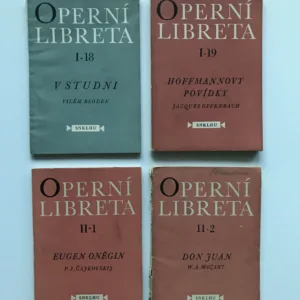 OPERNÍ
LIBRETA
I-18
V STUDNI
VILÉM BLODEK
SNKLHU
OPERNÍ
LIBRETA
I-19
HOFFMANNOVY
POVÍDKY
JACQUES OFFENBACH
SNKLHU
OPERNÍ
LIBRETA
II-1
EUGEN ONĚGIN
P. I. ČAJKOVSKIJ
SNKLHU
OPERNÍ
LIBRETA
II-2
DON JUAN
W. A. MOZART
SNKLHU